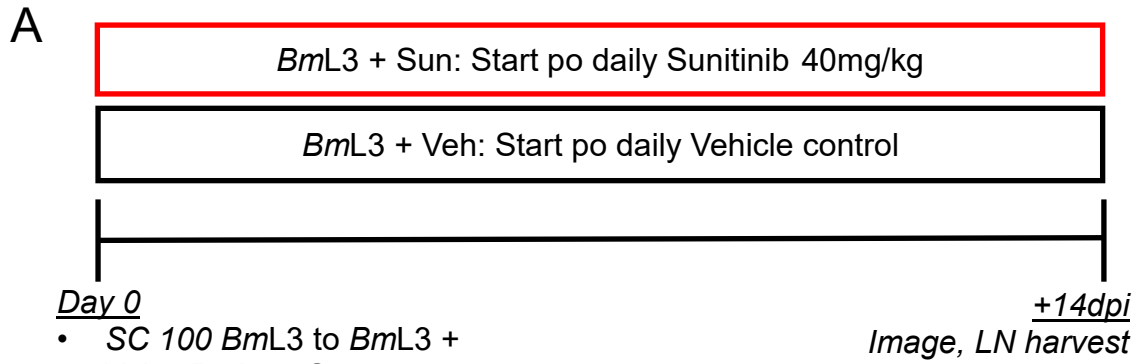 A
BmL3 + Sun: Start po daily Sunitinib 40mg/kg
BmL3 + Veh: Start po daily Vehicle control
Day 0
• SC 100 BmL3 to BmL3 +
+14dpi
Image, LN harvest